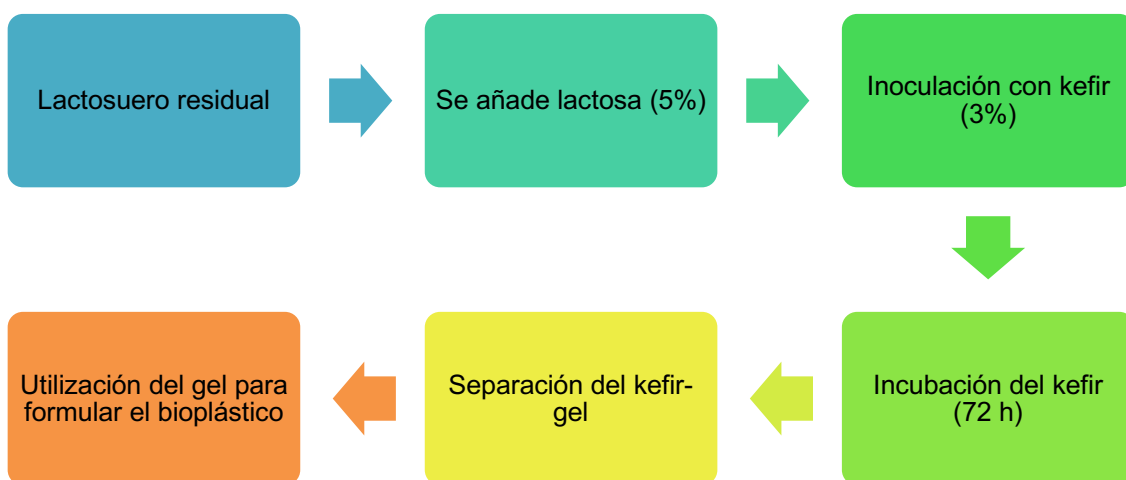 Lactosuero residual
Se añade lactosa (5%)
Inoculación con kefir
(3%)
Incubación del kefir
(72 h)
Separación del kefir-
gel
Utilización del gel para
formular el bioplástico